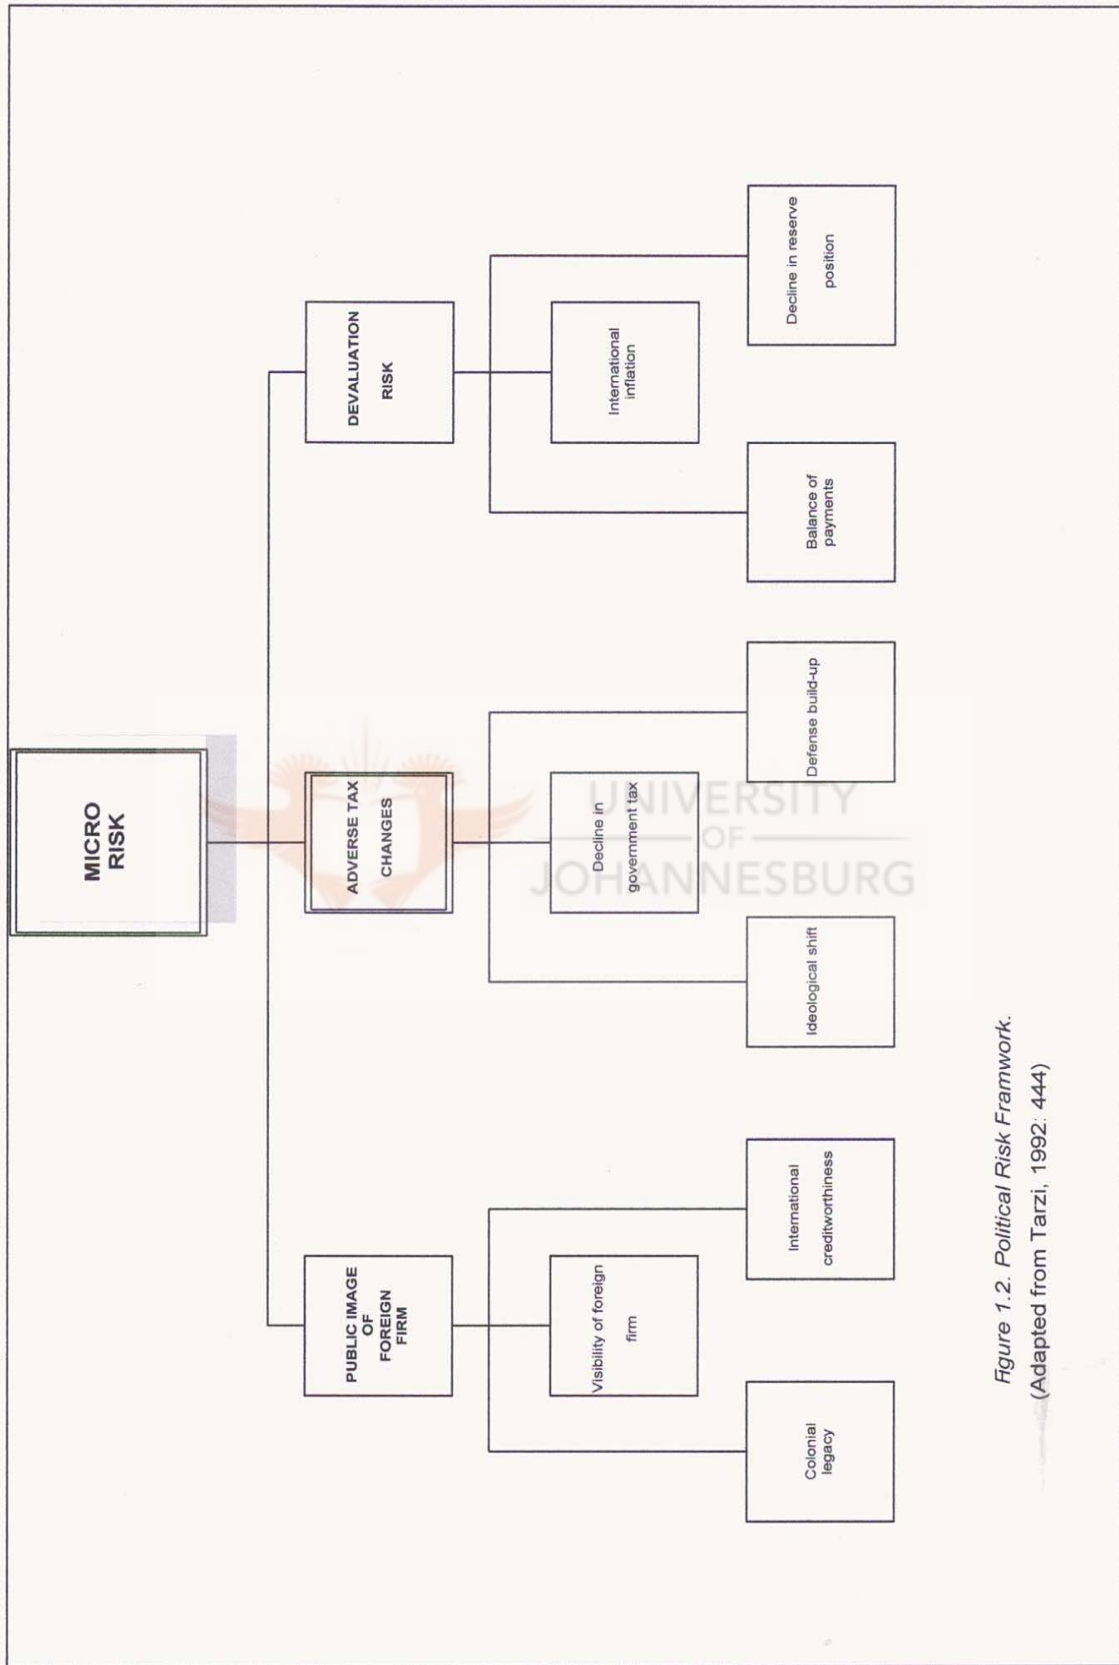 MICRO
RISK
PUBLIC IMAGE
OF
FOREIGN
FIRM
ADVERSE TAX
CHANGES
DEVALUATION
RISK
Visibility of foreign
firm
Decline in
government tax
International
inflation
Colonial
legacy
International
creditworthiness
Ideological shift
Defense build-up
Balance of
payments
Decline in reserve
position
UNIVERSITY
OF
JOHANNESBURG
Figure 1.2. Political Risk Framwork.
(Adapted from Tarzi, 1992: 444)